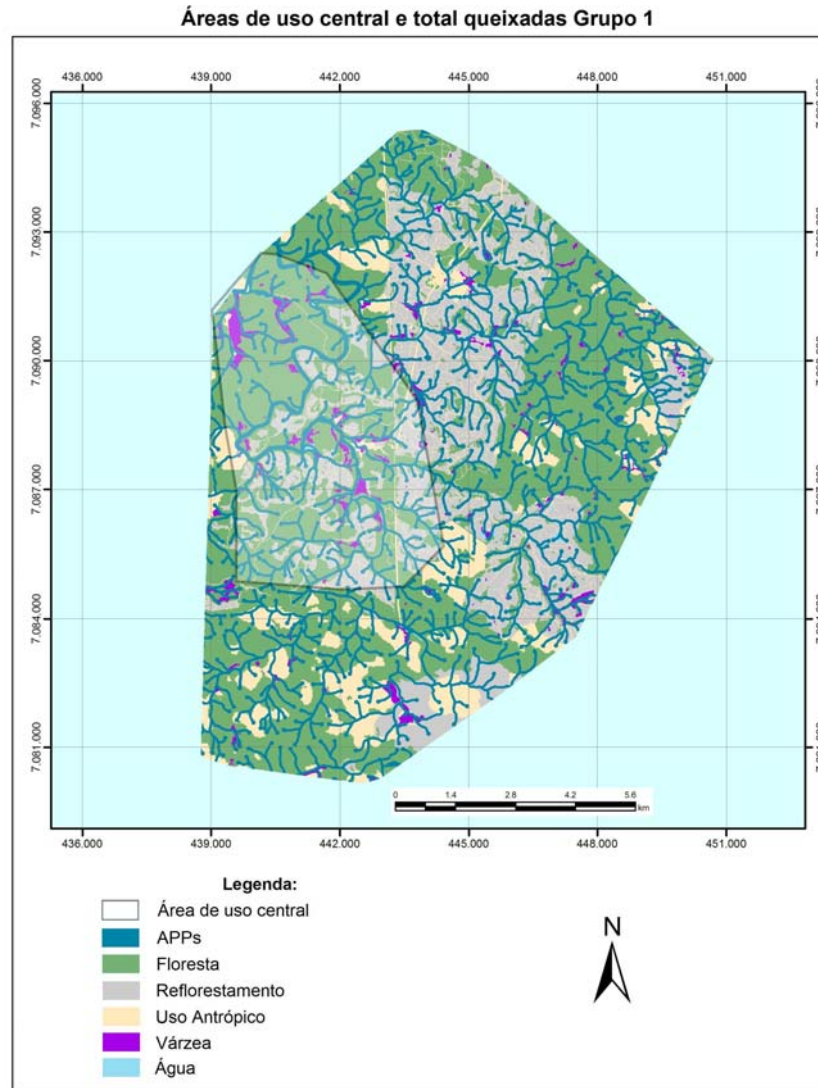 Áreas de uso central e total queixadas Grupo 1
436.000 439.000 442.000 445.000 448.000 451.000
7.096.000
7.093.000
7.090.000
7.087.000
7.084.000
7.081.000
0 1.4 2.8 4.2 5.6
km
436.000 439.000 442.000 445.000 448.000 451.000
Legenda:
Área de uso central
APPs
Floresta
Reflorestamento
Uso Antrópico
Várzea
Água
N